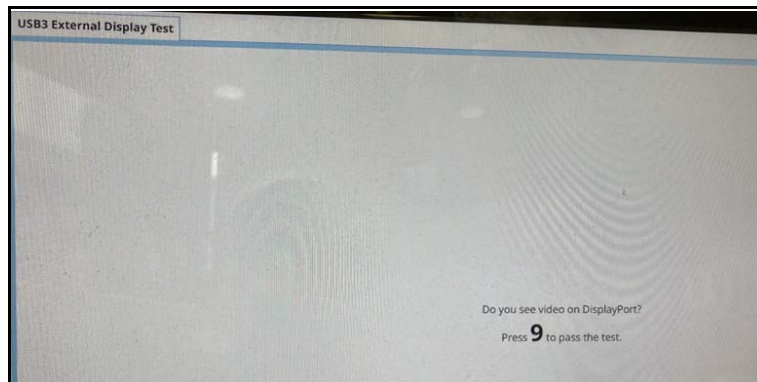 USB3 External Display Test
Do you see video on DisplayPort?
Press 9 to pass the test.